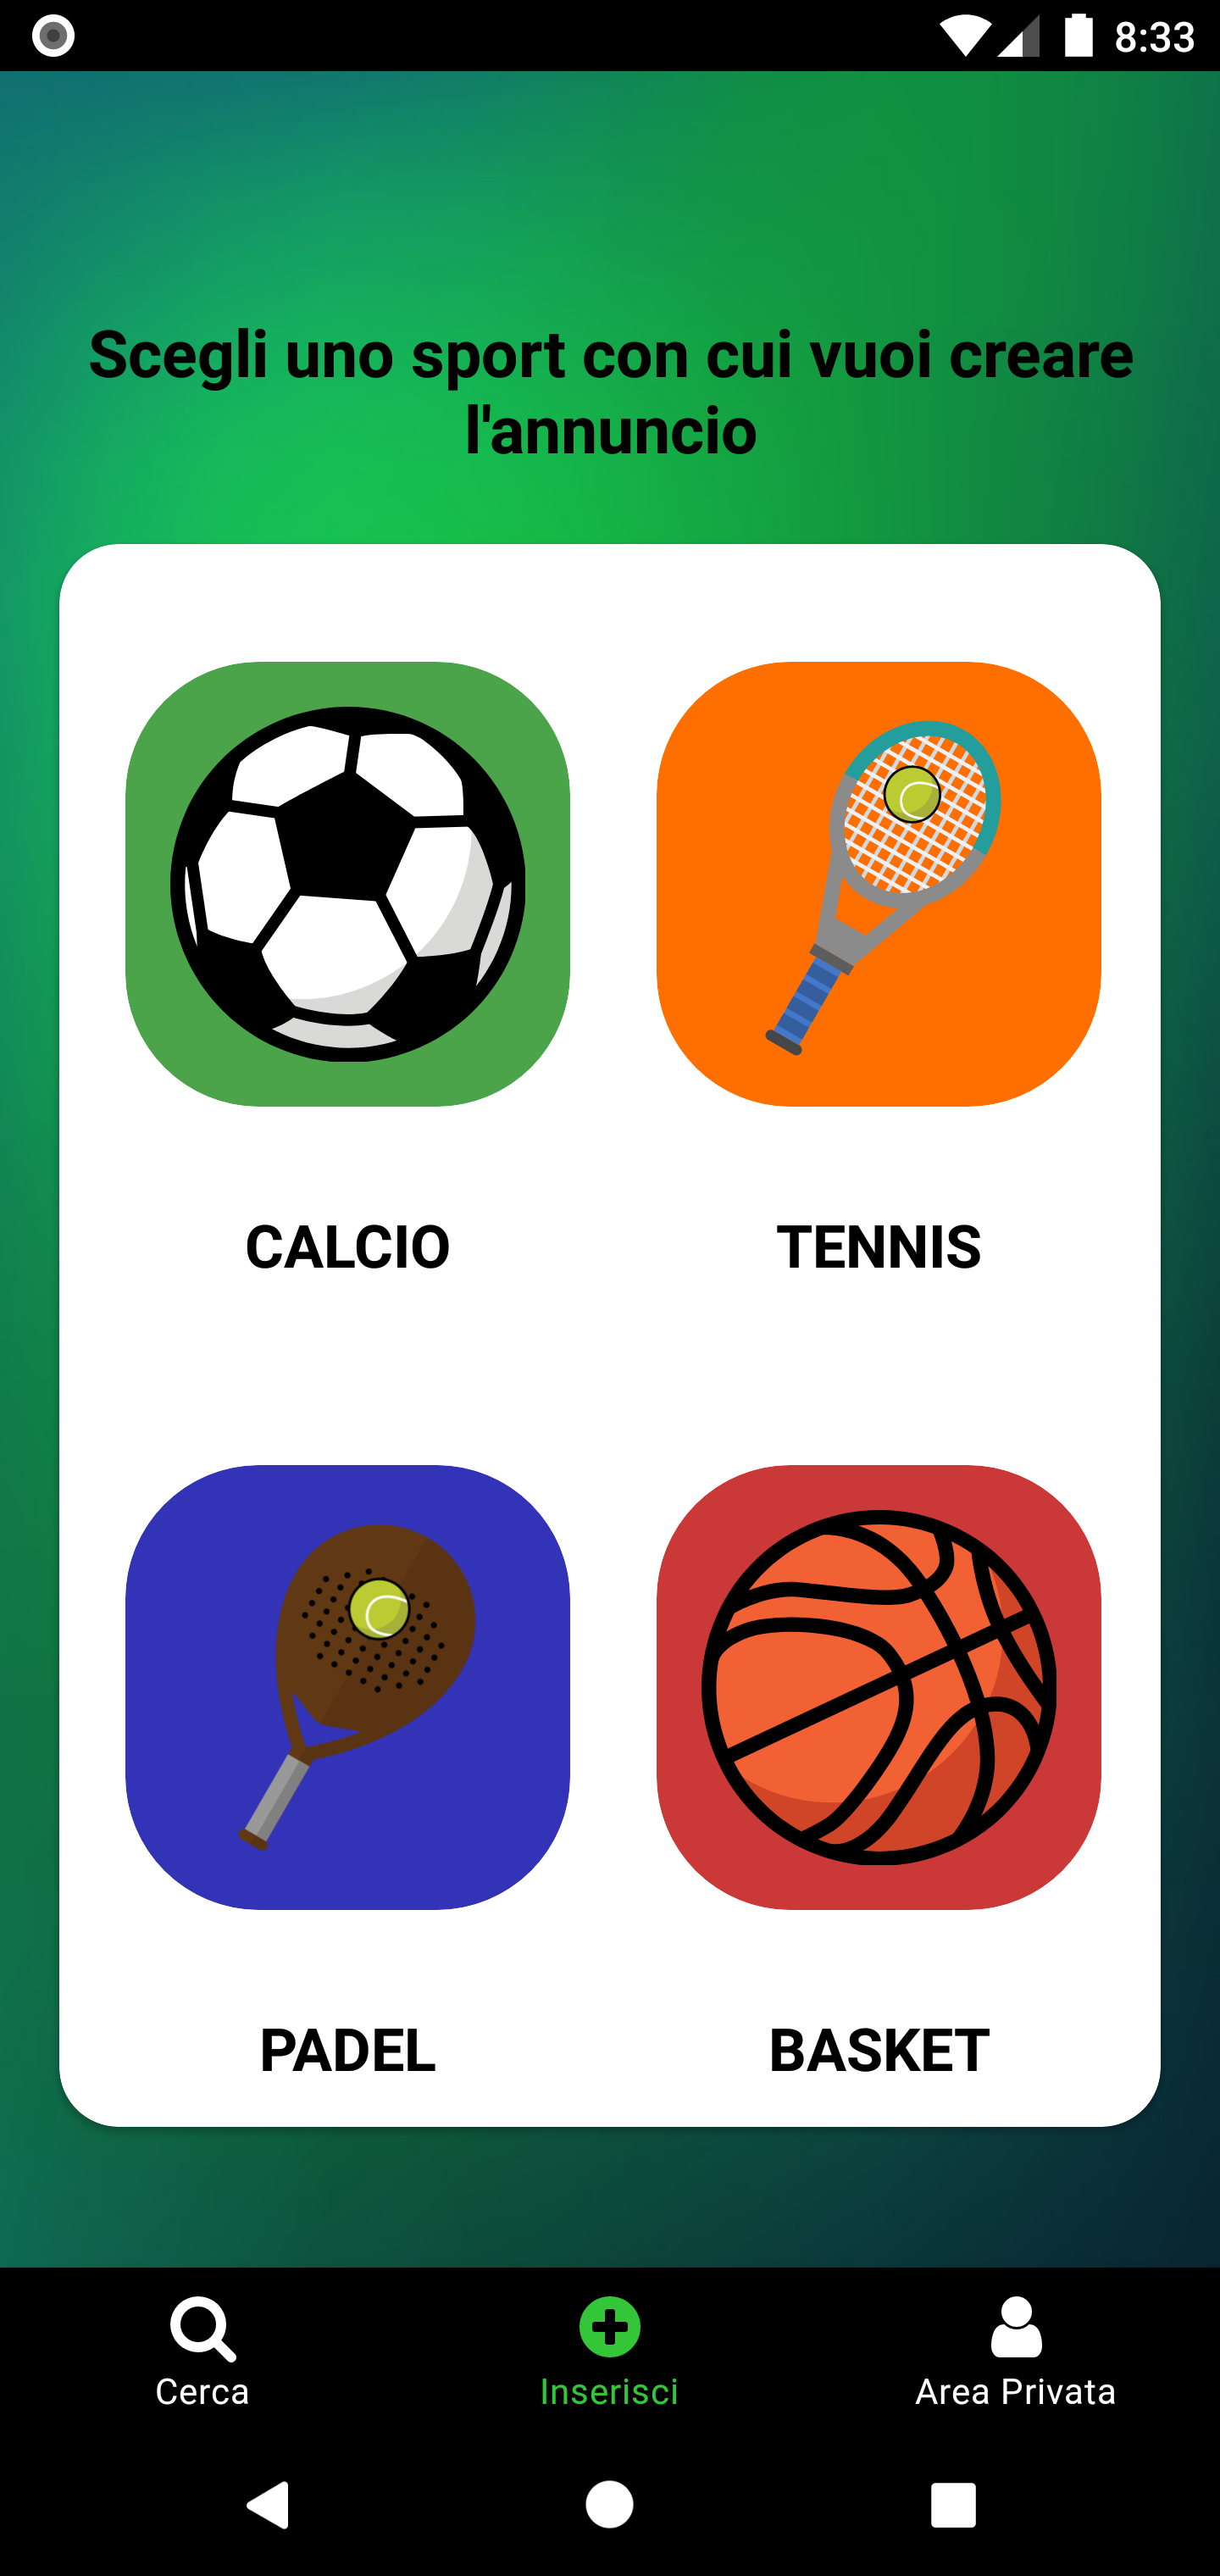 8:33
Scegli uno sport con cui vuoi creare
l'annuncio
CALCIO
TENNIS
PADEL
BASKET
Cerca
Inserisci
Area Privata